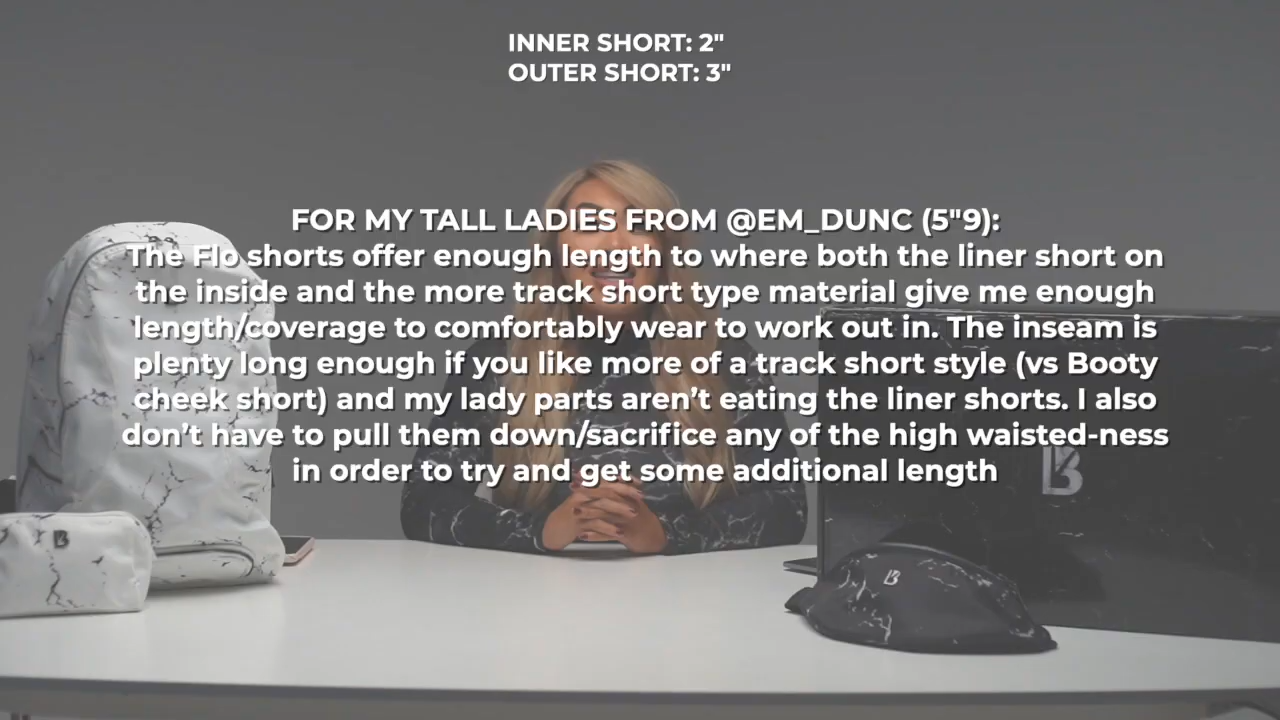 INNER SHORT: 2"
OUTER SHORT: 3"
FOR MY TALL LADIES FROM @EM_DUNC (5"9):
The Flo shorts offer enough length to where both the liner short on
the inside and the more track short type material give me enough
length/coverage to comfortably wear to work out in. The inseam is
plenty long enough if you like more of a track short style (vs Booty
cheek short) and my lady parts aren’t eating the liner shorts. I also
don’t have to pull them down/sacrifice any of the high waisted-ness
in order to try and get some additional length